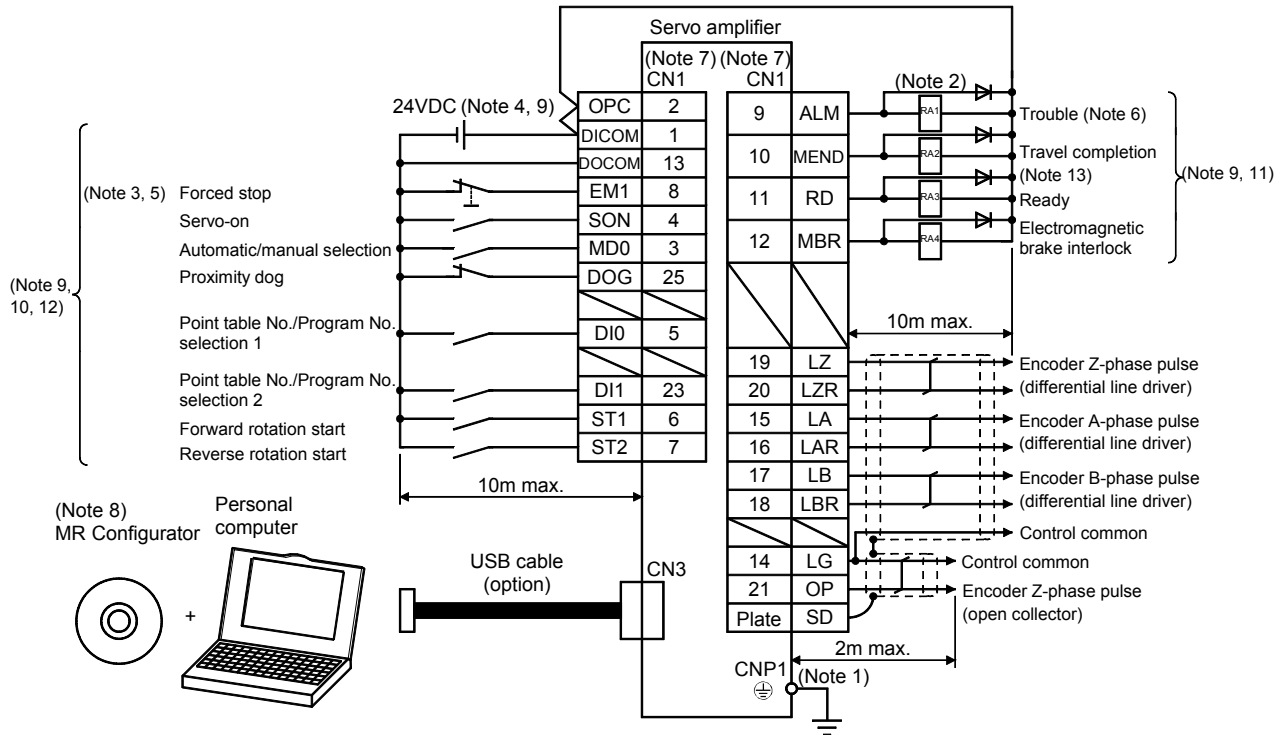 Servo amplifier
(Note 7) (Note 7)
CN1 CN1
24VDC (Note 4, 9)
OPC 2
DICOM 1
DOCOM 13
(Note 3, 5) Forced stop EM1 8
Servo-on SON 4
Automatic/manual selection MD0 3
Proximity dog DOG 25
(Note 9,
10, 12)
Point table No./Program No.
selection 1
DI0 5
Point table No./Program No.
selection 2
DI1 23
Forward rotation start ST1 6
Reverse rotation start ST2 7
10m max.
(Note 2)
9 ALM RA1 Trouble (Note 6)
10 MEND RA2 Travel completion
(Note 13)
11 RD RA3 Ready
12 MBR RA4 Electromagnetic
brake interlock
(Note 9, 11)
10m max.
19 LZ Encoder Z-phase pulse
20 LZR (differential line driver)
15 LA Encoder A-phase pulse
16 LAR (differential line driver)
17 LB Encoder B-phase pulse
18 LBR (differential line driver)
Control common
14 LG Control common
21 OP Encoder Z-phase pulse
(open collector)
Plate SD
2m max.
CNP1 (Note 1)
(Note 8)
MR Configurator
+
Personal
computer
USB cable
(option)
CN3